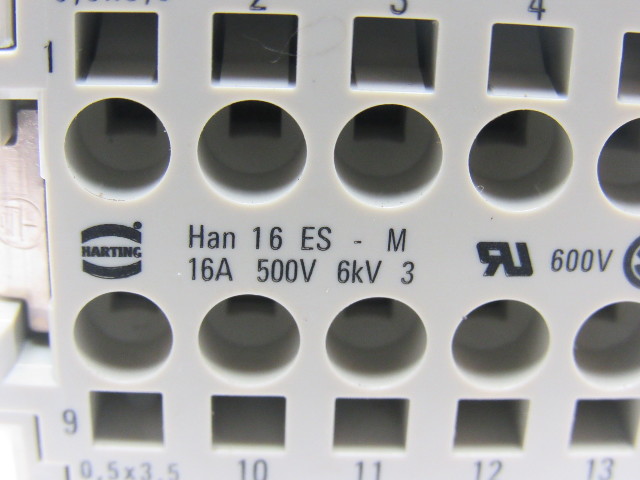 2 3 4
1
HARTING
Han 16 ES - M
16A 500V 6kV 3
600V
9
0,5x3,5 10 11 12 13